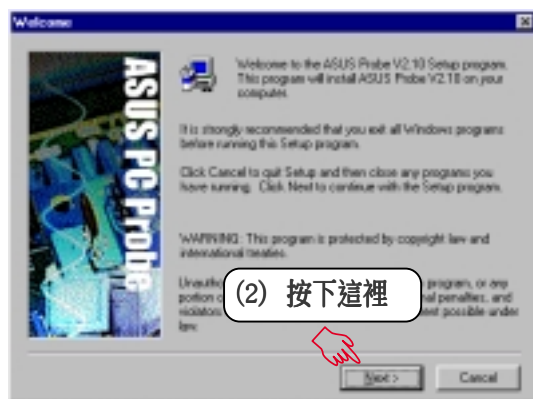 Welcome
ASUS PC Probe
Welcome to the ASUS Probe V2.10 Setup program.
This program will install ASUS Probe V2.10 on your
computer.
It is strongly recommended that you exit all Windows programs
before running this Setup program.
Click Cancel to quit Setup and then close any programs you
have running. Click Next to continue with the Setup program.
WARNING: This program is protected by copyright law and
international treaties.
program, or any
portion penalties, and
violators possible under
law.
(2) 按下這裡
Next >
Cancel